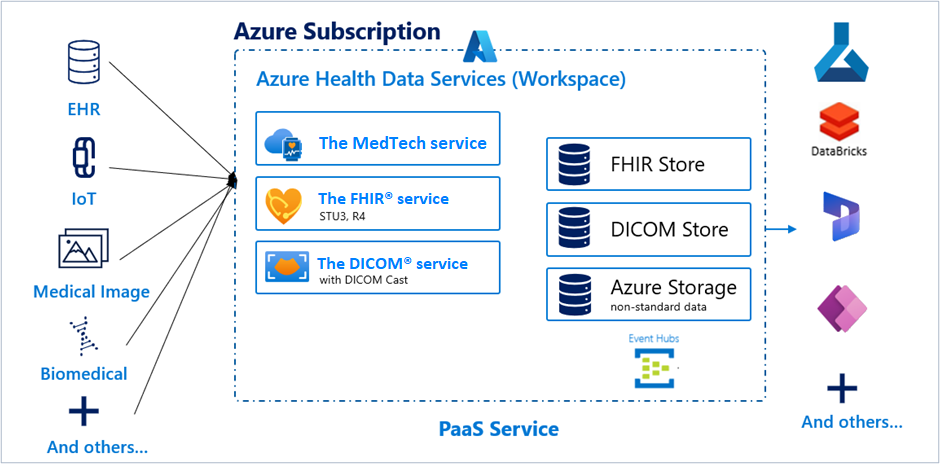 Azure Subscription
EHR
IoT
Medical Image
Biomedical
And others...
Azure Health Data Services (Workspace)
The MedTech service
The FHIR® service
STU3, R4
The DICOM® service
with DICOM Cast
FHIR Store
DICOM Store
Azure Storage
non-standard data
Event Hubs
PaaS Service
DataBricks
And others...